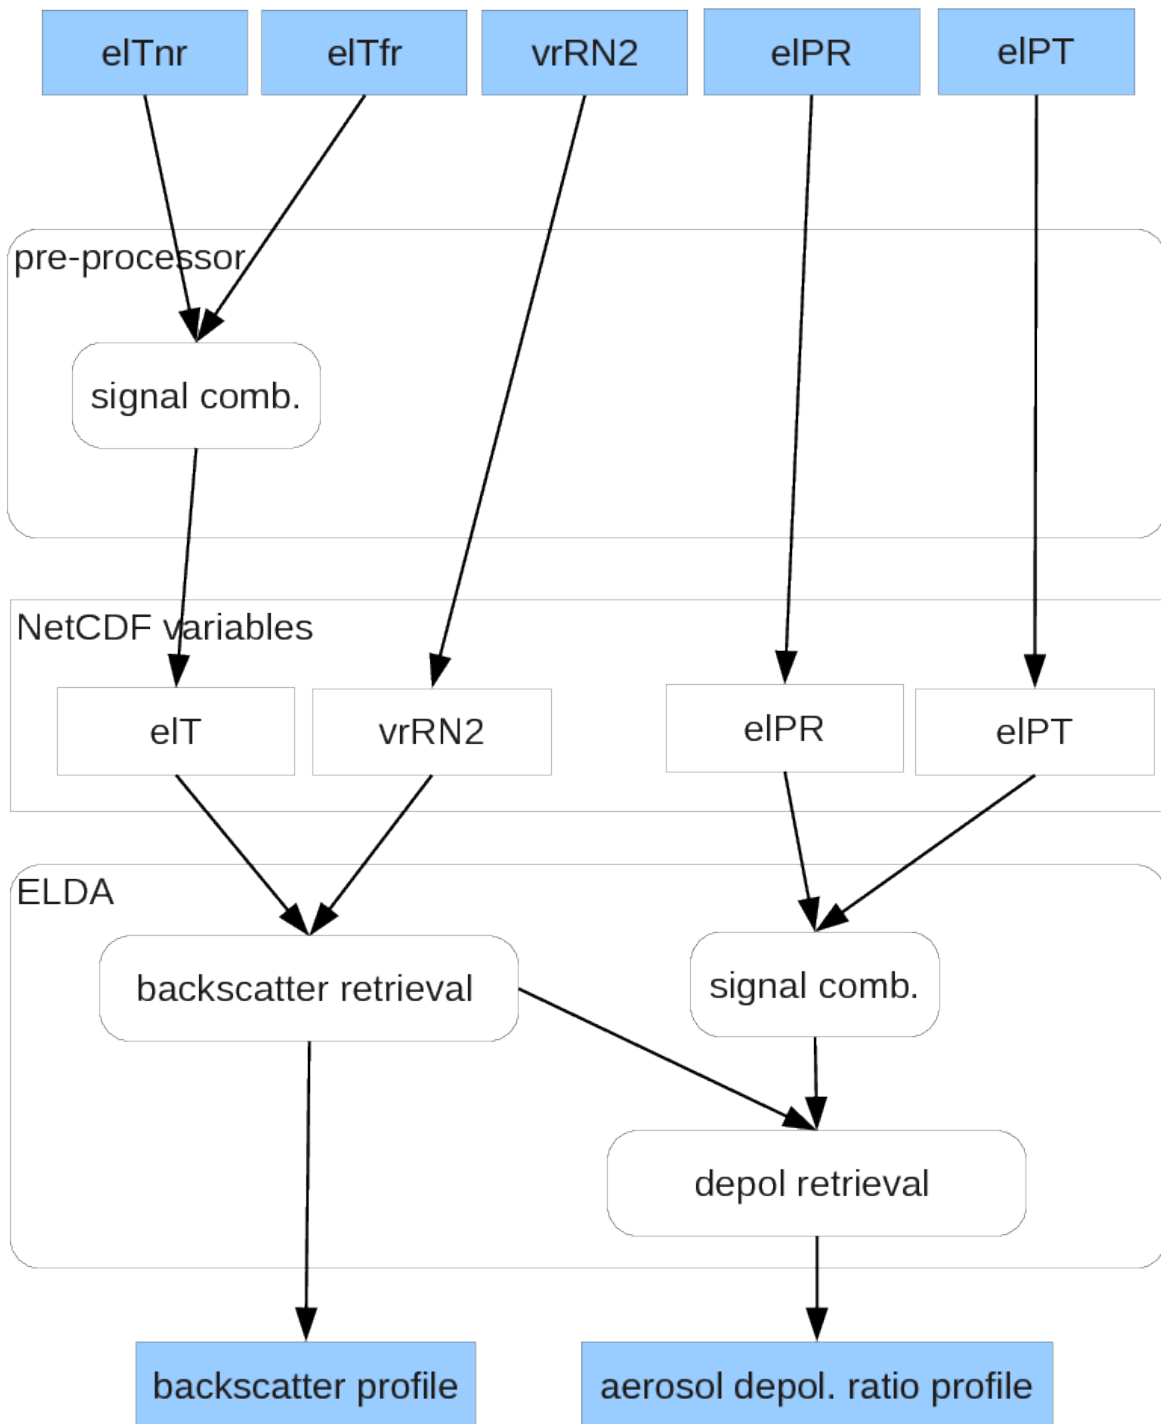 elTnr
elTfr
vrRN2
elPR
elPT
pre-processor
signal comb.
NetCDF variables
elT
vrRN2
elPR
elPT
ELDA
backscatter retrieval
signal comb.
depol retrieval
backscatter profile
aerosol depol. ratio profile